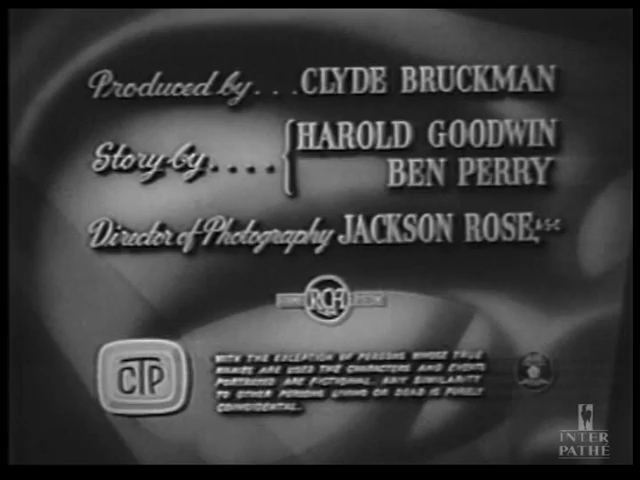 Produced by... CLYDE BRUCKMAN
Story by.... HAROLD GOODWIN
BEN PERRY
Director of Photography JACKSON ROSE, A·S·C
RCA
CTP
WITH THE EXCEPTION OF PERSONS WHOSE TRUE
NAMES ARE USED THE CHARACTERS AND EVENTS
PORTRAYED ARE FICTIONAL. ANY SIMILARITY
TO OTHER PERSONS LIVING OR DEAD IS PURELY
COINCIDENTAL.
INTER
PATHÉ